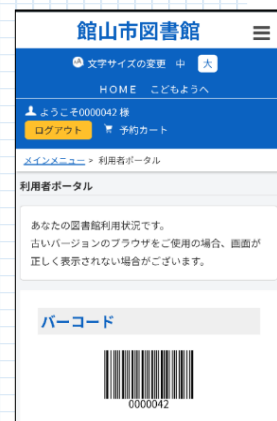 館山市図書館
文字サイズの変更 中 大
HOME こどもようへ
ようこそ0000042 様
ログアウト 予約カート
メインメニュー > 利用者ポータル
利用者ポータル
あなたの図書館利用状況です。
古いバージョンのブラウザをご使用の場合、画面が
正しく表示されない場合がございます。
バーコード
0000042